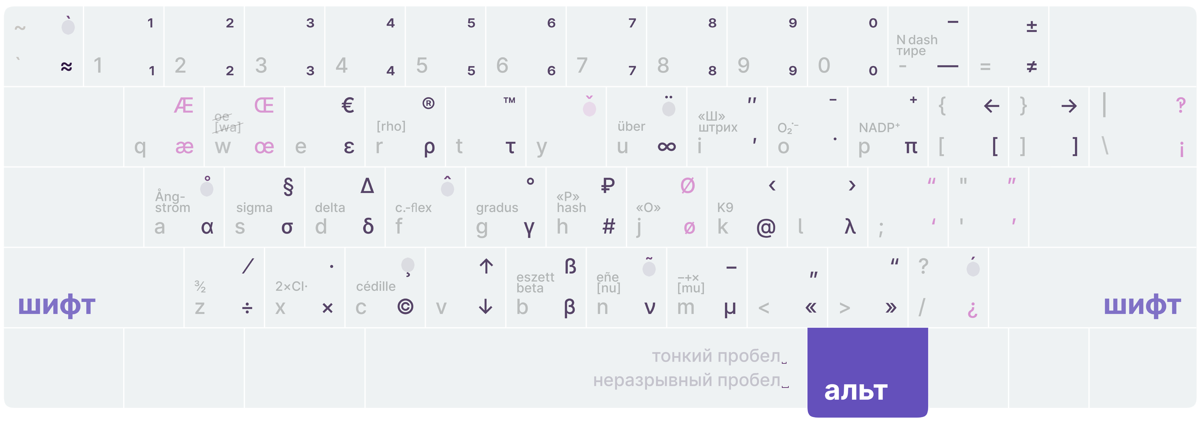 ~ ̀ 1 2 3 4 5 6 7 8 9 0 N dash – ±
тире
` ≈ 1 1 2 2 3 3 4 4 5 5 6 6 7 7 8 8 9 9 0 0 - — = ≠
Æ Œ € ® ™ ˇ ¨ ″ − ⁺ { ← } → | ‽
œ [wa] [rho] über «Ш» штрих O₂˙⁻ NADP⁺
q æ w œ e ε r ρ t τ y u ∞ i ′ o · p π [ [ ] ] \ ¡
° § Δ ˆ ° ₽ Ø ‹ › “ " ”
Ång-
ström sigma delta c.-flex gradus «Р» hash «О» K9
a α s σ d δ f g γ h # j ø k @ l λ ; ‘ ' ’
⁄ · ¸ ↑ ß ˜ – „ “ ? ́
³⁄₂ 2×Cl· cédille eszett beta eñe [nu] −+× [mu]
шифт z ÷ x × c © v ↓ b β n ν m μ < « > » / ¿ шифт
тонкий пробел
неразрывный пробел
альт